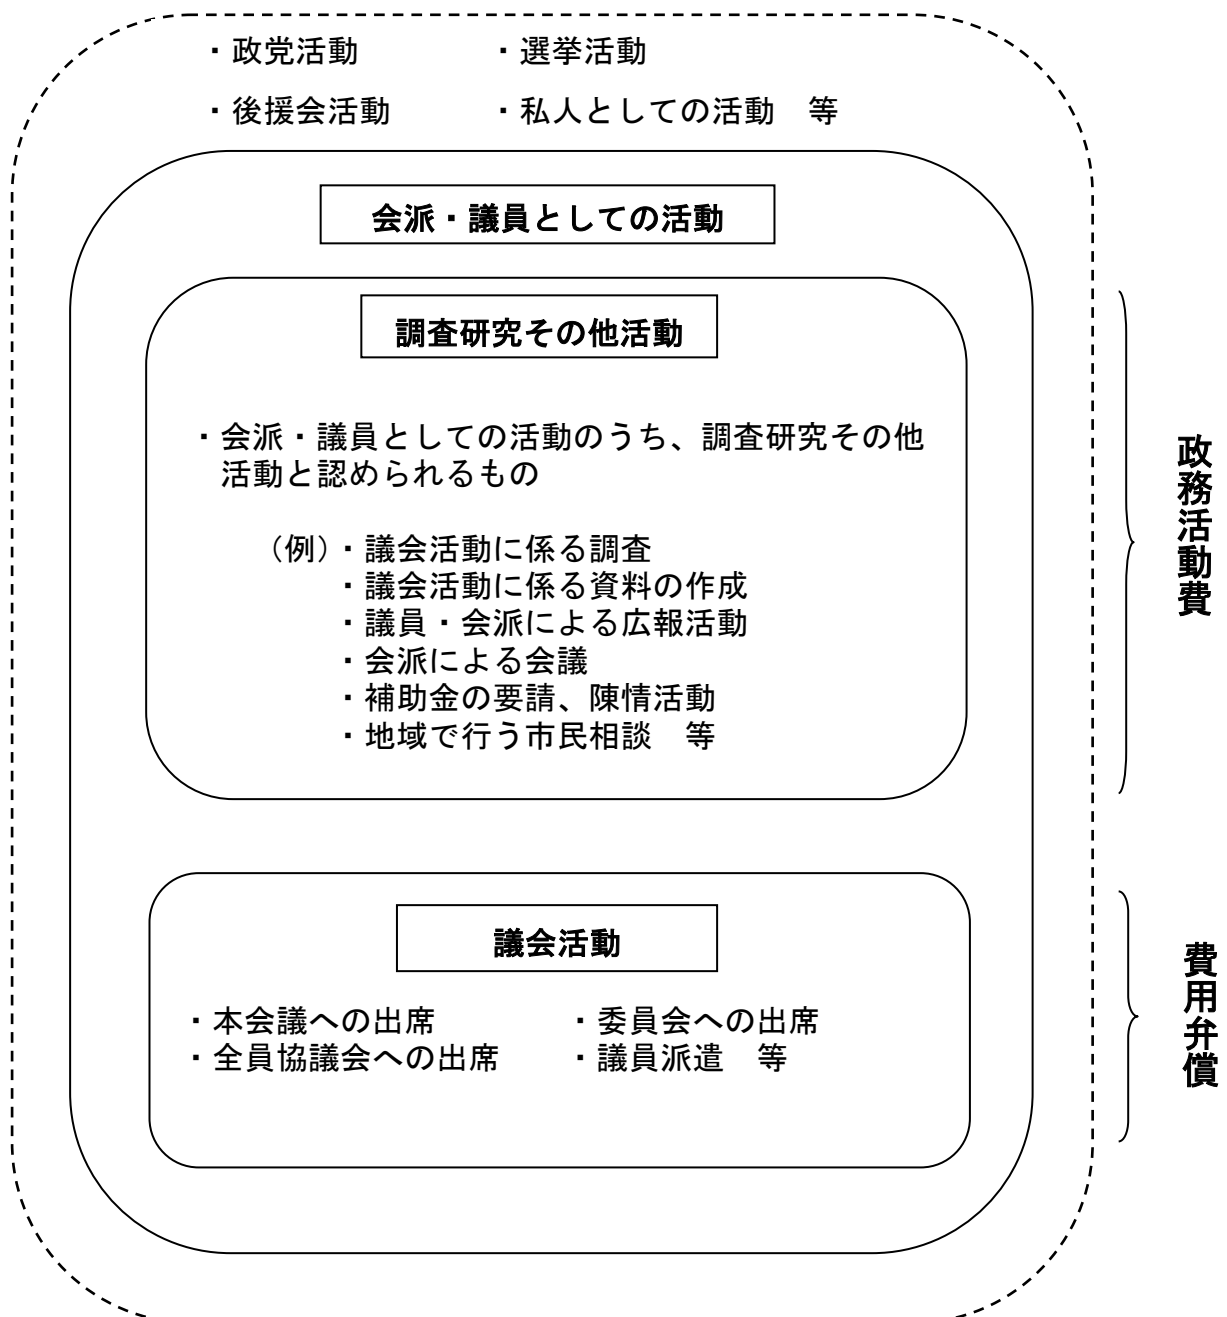 ・政党活動　・選挙活動
・後援会活動　・私人としての活動　等
会派・議員としての活動
調査研究その他活動
・会派・議員としての活動のうち、調査研究その他
活動と認められるもの
（例）・議会活動に係る調査
・議会活動に係る資料の作成
・議員・会派による広報活動
・会派による会議
・補助金の要請、陳情活動
・地域で行う市民相談　等
政務活動費
議会活動
・本会議への出席　・委員会への出席
・全員協議会への出席　・議員派遣　等
費用弁償